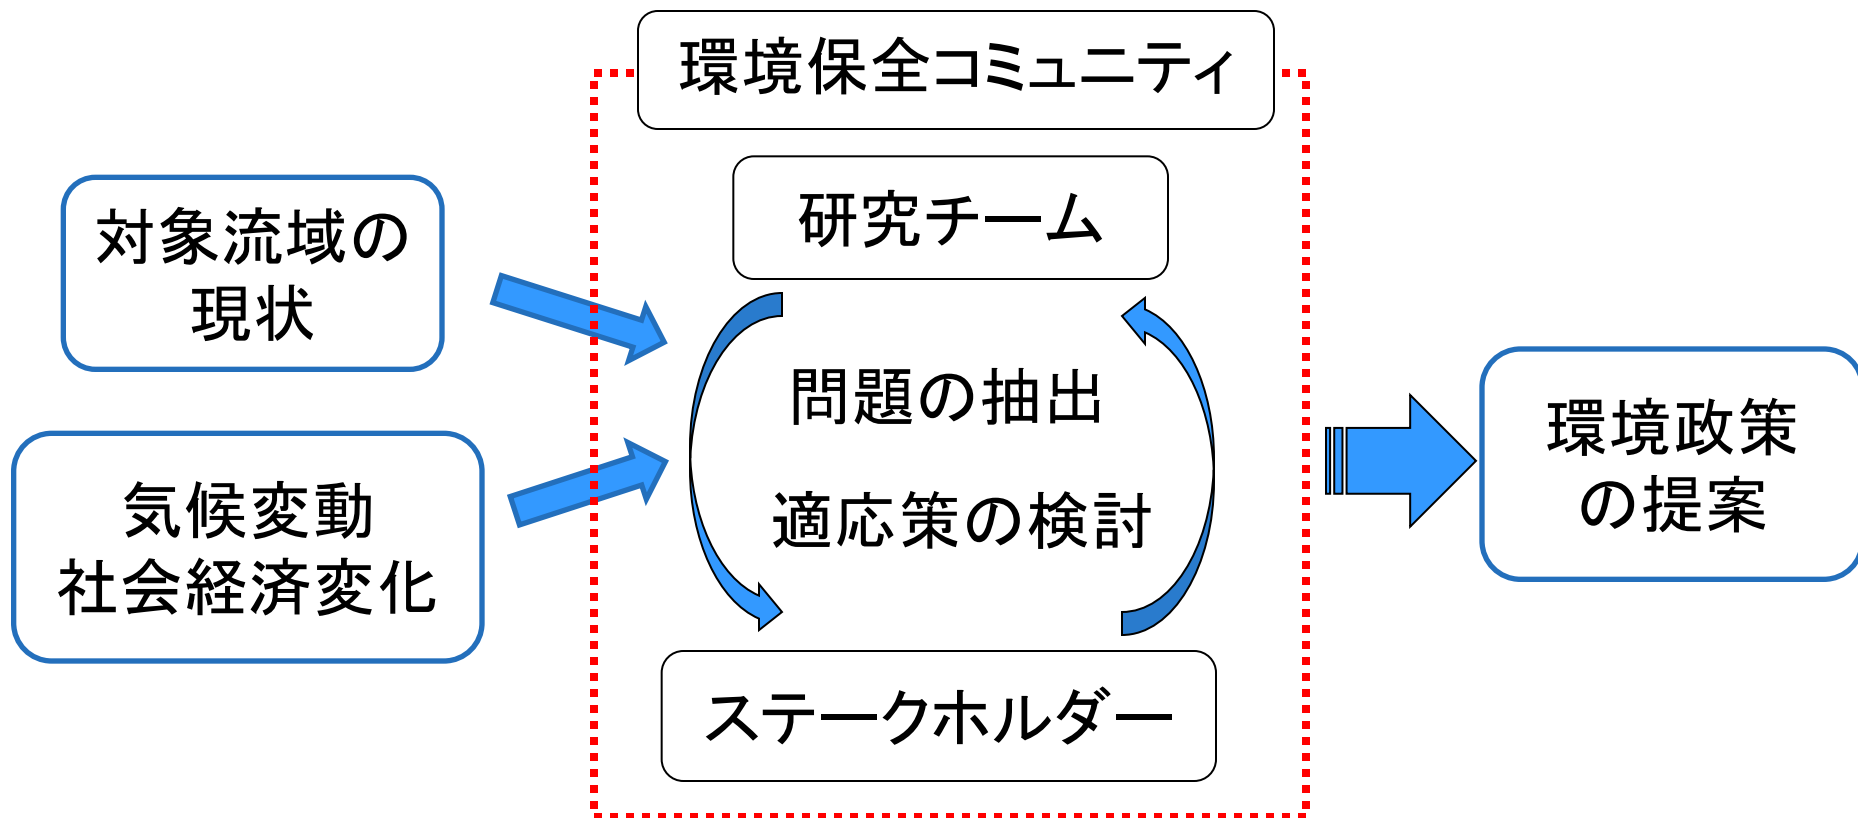 環境保全コミュニティ
対象流域の
現状
気候変動
社会経済変化
研究チーム
問題の抽出
適応策の検討
ステークホルダー
環境政策
の提案